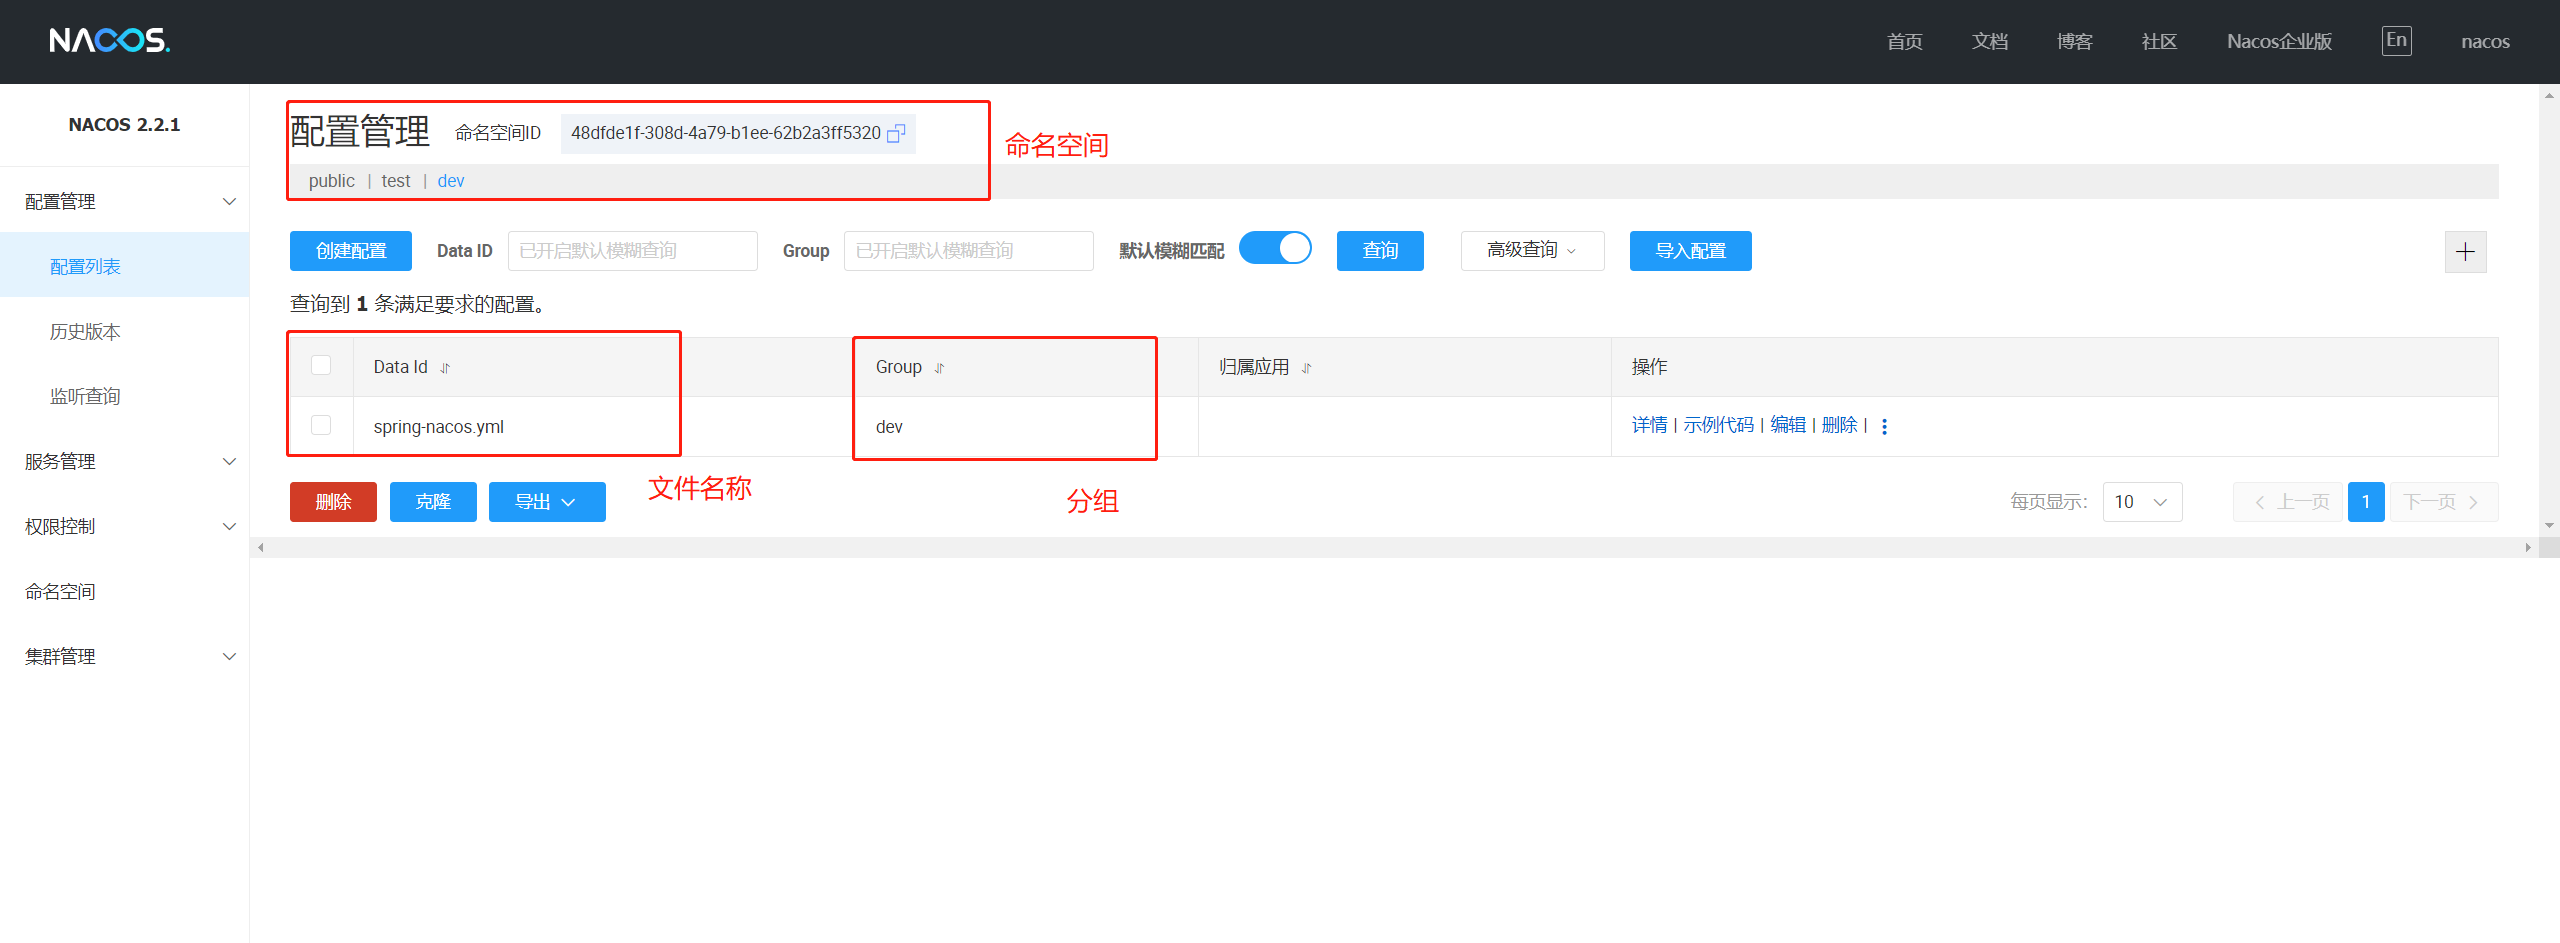 NACOS.
首页 文档 博客 社区 Nacos企业版 En nacos
NACOS 2.2.1
配置管理
配置列表
历史版本
监听查询
服务管理
权限控制
命名空间
集群管理
配置管理 命名空间ID 48dfde1f-308d-4a79-b1ee-62b2a3ff5320
命名空间
public | test | dev
创建配置 Data ID 已开启默认模糊查询 Group 已开启默认模糊查询 默认模糊匹配 查询 高级查询 导入配置
查询到 1 条满足要求的配置。
Data Id Group 归属应用 操作
spring-nacos.yml dev 详情 | 示例代码 | 编辑 | 删除 |
文件名称
分组
删除 克隆 导出 每页显示: 10 上一页 1 下一页